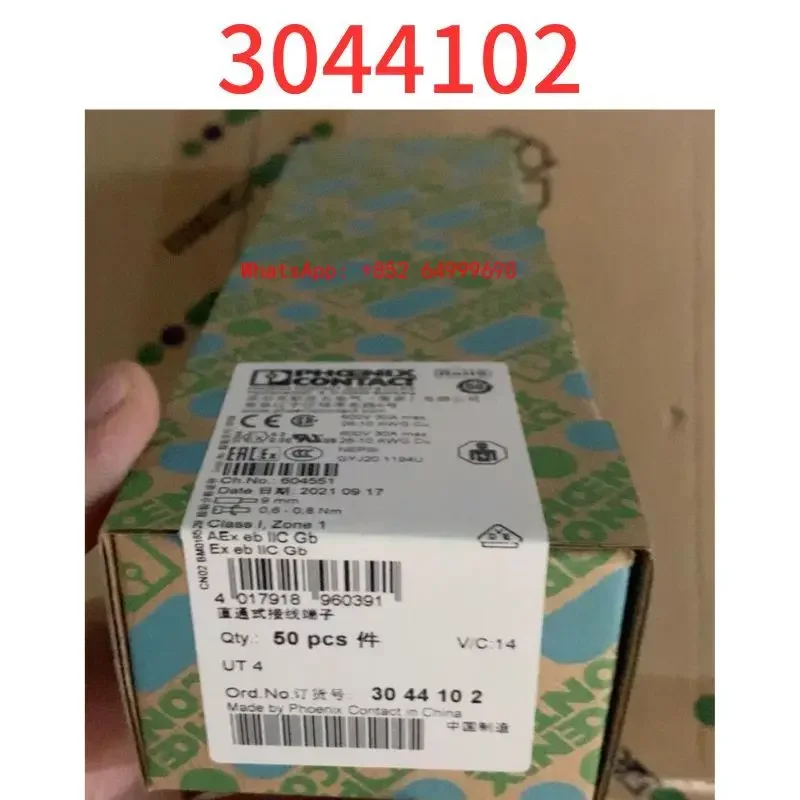 3044102
WhatsApp: +852 64999698
PHOENIX
CONTACT
RoHS
600V 30A max
26-10 AWG Cu
600V 30A max
26-10 AWG Cu
NEPSI
GYJ20.1194U
EAC Ex
Ch.No.: 604551
Date 日期: 2021 09 17
9 mm
0,6 - 0,8 Nm
Class I, Zone 1
AEx eb IIC Gb
Ex eb IIC Gb
4 017918 960391
直通式接线端子
Qty.: 50 pcs 件
V/C:14
UT 4
Ord.No.订货号: 30 44 10 2
Made by Phoenix Contact in China
中国制造